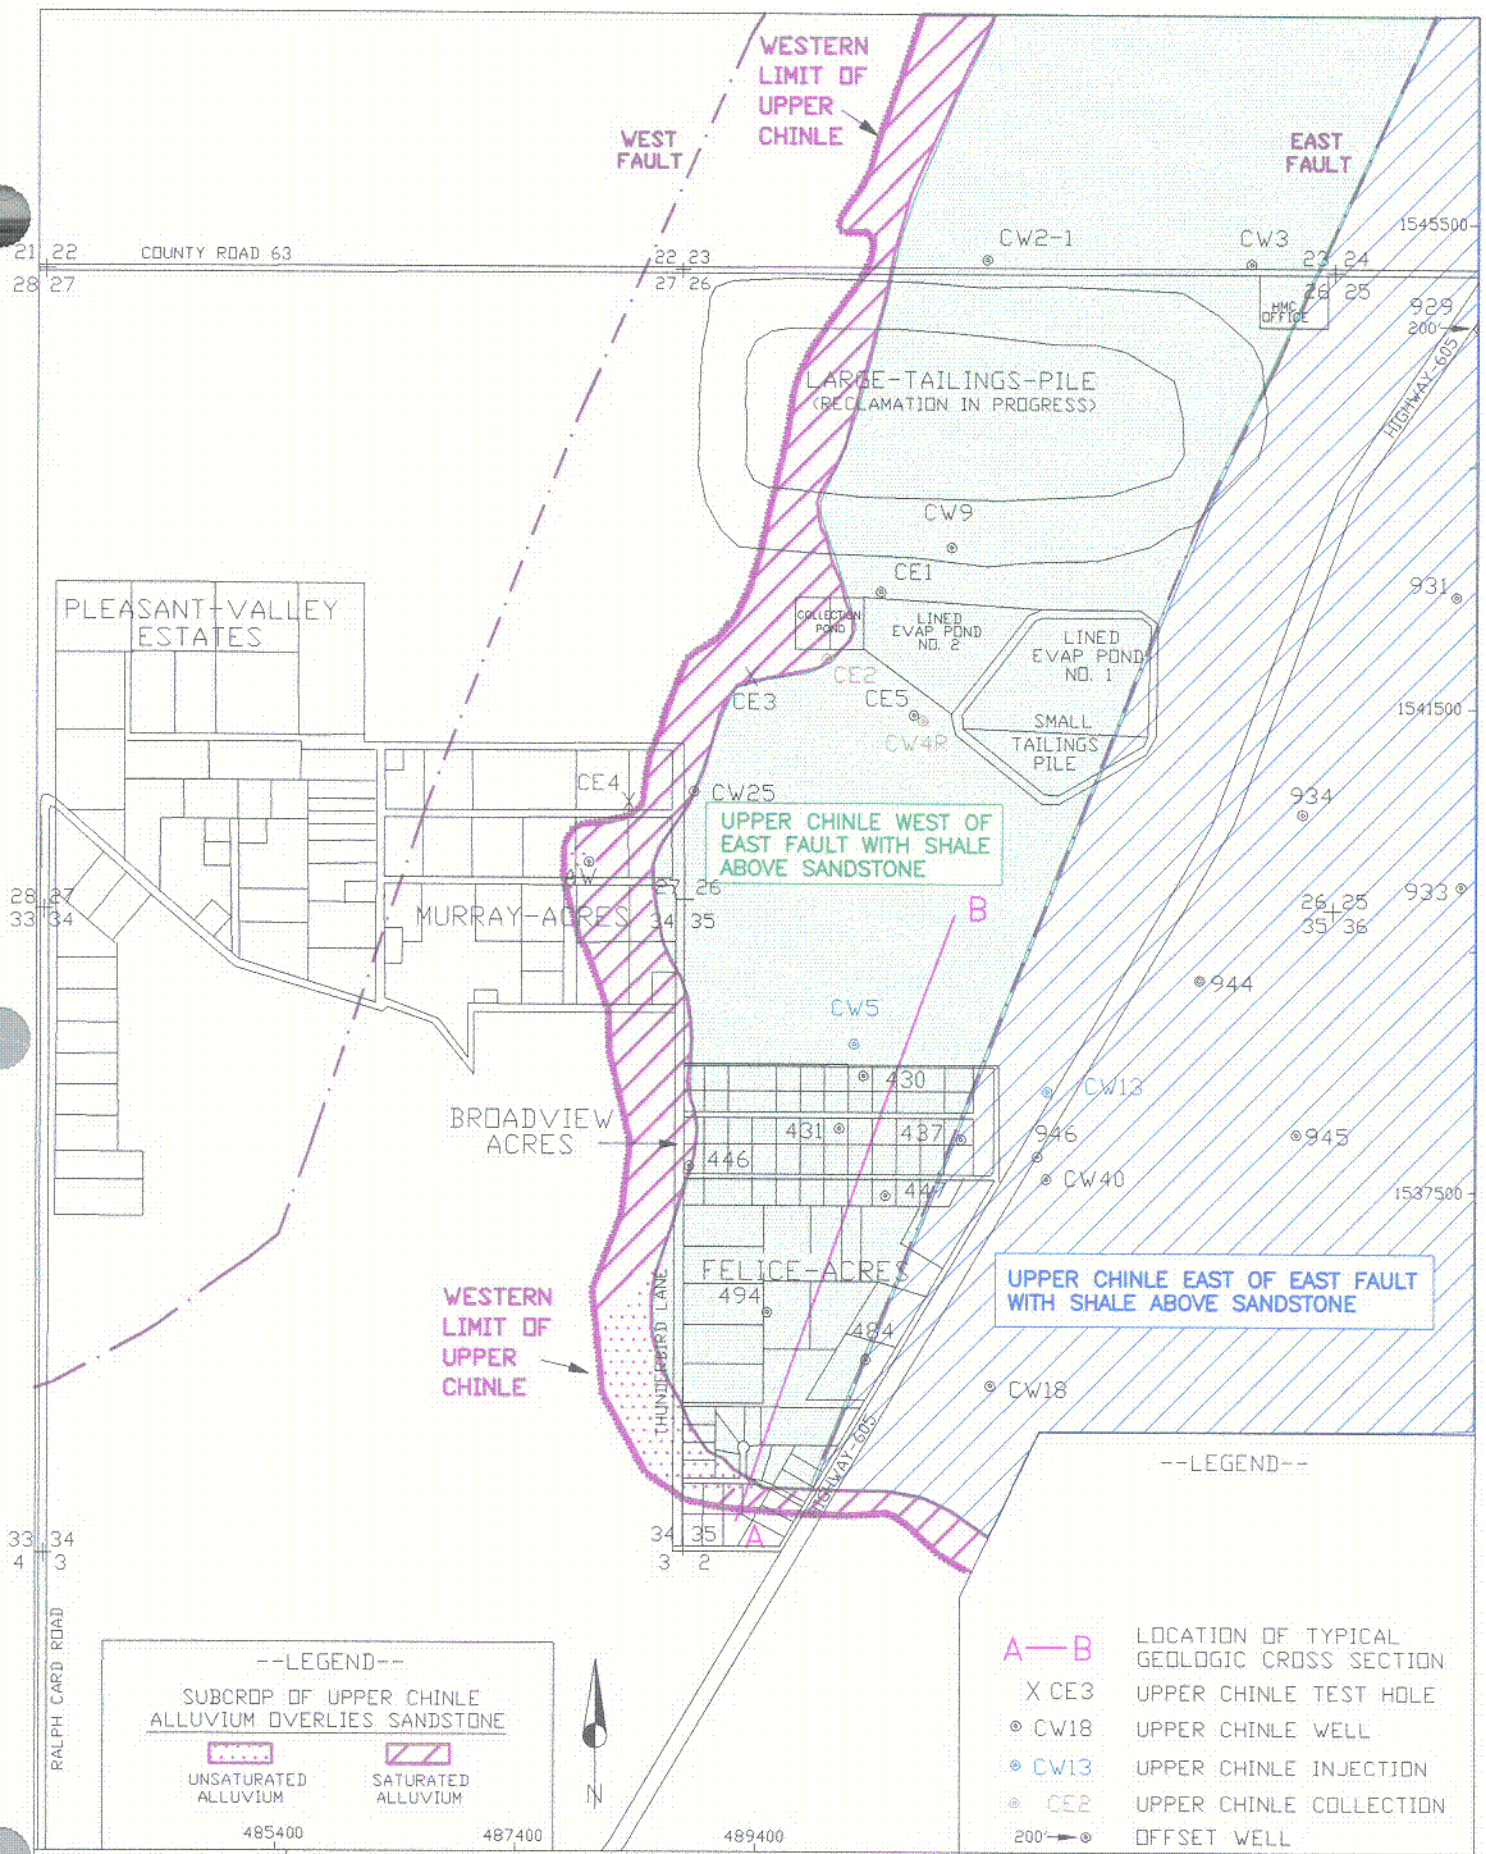 WESTERN
LIMIT OF
UPPER
CHINLE
WEST
FAULT
EAST
FAULT
1545500
CW2-1
CW3
COUNTY ROAD 63
21 22
28 27
22 23
27 26
23 24
26 25
HMC
OFFICE
929
200'
HIGHWAY-605
LARGE-TAILINGS-PILE
(RECLAMATION IN PROGRESS)
CW9
CE1
931
PLEASANT-VALLEY
ESTATES
COLLECTION
POND
LINED
EVAP POND
NO. 2
LINED
EVAP POND
NO. 1
CE2
CE3
CE5
CW4R
SMALL
TAILINGS
PILE
1541500
CE4
CW25
934
UPPER CHINLE WEST OF
EAST FAULT WITH SHALE
ABOVE SANDSTONE
CW
28 27
33 34
27 26
34 35
MURRAY-ACRES
B
26 25
35 36
933
944
CW5
430
CW13
BROADVIEW
ACRES
431
437
946
945
446
CW40
44
1537500
FELICE-ACRES
494
484
THUNDERBIRD LANE
UPPER CHINLE EAST OF EAST FAULT
WITH SHALE ABOVE SANDSTONE
WESTERN
LIMIT OF
UPPER
CHINLE
CW18
HIGHWAY-605
A
33 34
4 3
34 35
3 2
RALPH CARD ROAD
--LEGEND--
SUBCROP OF UPPER CHINLE
ALLUVIUM OVERLIES SANDSTONE
UNSATURATED
ALLUVIUM
SATURATED
ALLUVIUM
N
485400
487400
489400
--LEGEND--
A B
LOCATION OF TYPICAL
GEOLOGIC CROSS SECTION
X CE3 UPPER CHINLE TEST HOLE
CW18 UPPER CHINLE WELL
CW13 UPPER CHINLE INJECTION
CE2 UPPER CHINLE COLLECTION
200' OFFSET WELL